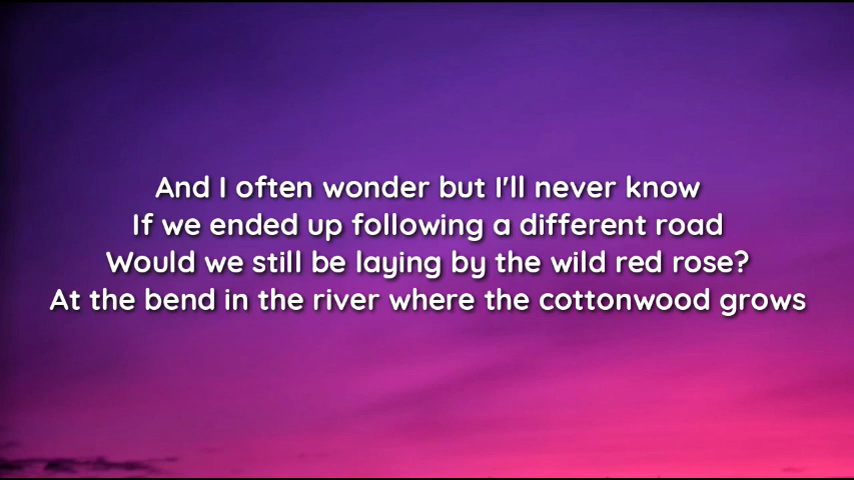 And I often wonder but I'll never know
If we ended up following a different road
Would we still be laying by the wild red rose?
At the bend in the river where the cottonwood grows